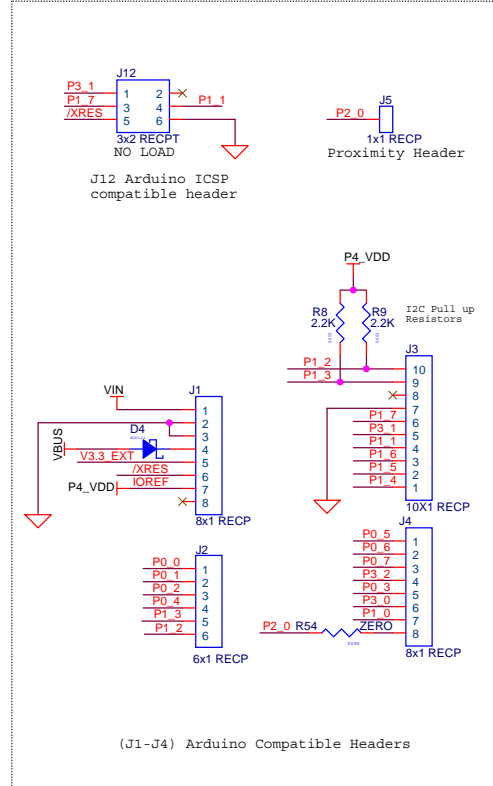 J12
P3_1 1 2
P1_7 3 4 P1_1
/XRES 5 6
3x2 RECPT
NO LOAD
J12 Arduino ICSP
compatible header
J5
P2_0
1x1 RECP
Proximity Header
P4_VDD
R8 R9
2.2K 2.2K
I2C Pull up
Resistors
J3
P1_2 10
P1_3 9
8
7
P1_7 6
P3_1 5
P1_1 4
P1_6 3
P1_5 2
P1_4 1
10X1 RECP
VIN J1
1
2
3
VBUS D4 4
V3.3_EXT 5
/XRES 6
P4_VDD IOREF 7
8
8x1 RECP
J2
P0_0 1
P0_1 2
P0_2 3
P0_4 4
P1_3 5
P1_2 6
6x1 RECP
J4
P0_5 1
P0_6 2
P0_7 3
P3_2 4
P0_3 5
P3_0 6
P1_0 7
P2_0 R54 ZERO 8
8x1 RECP
(J1-J4) Arduino Compatible Headers